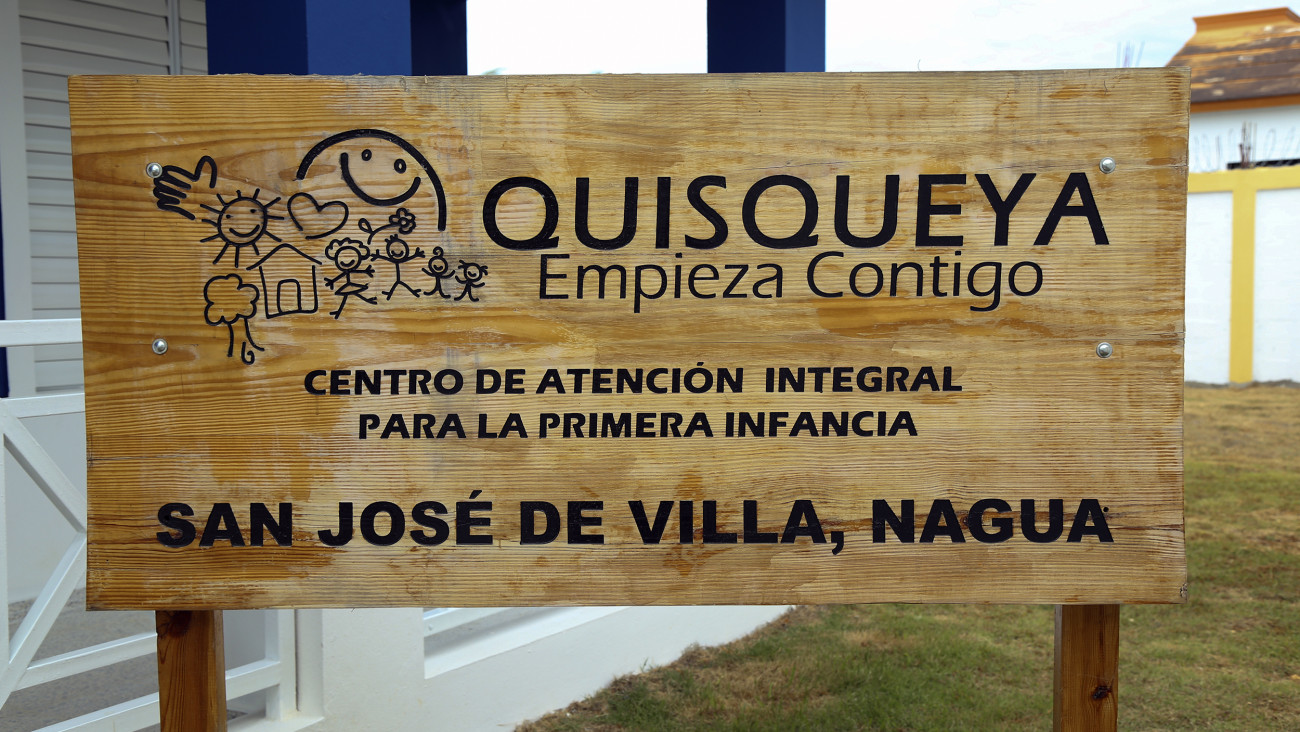 QUISQUEYA
Empieza Contigo
CENTRO DE ATENCIÓN INTEGRAL
PARA LA PRIMERA INFANCIA
SAN JOSÉ DE VILLA, NAGUA